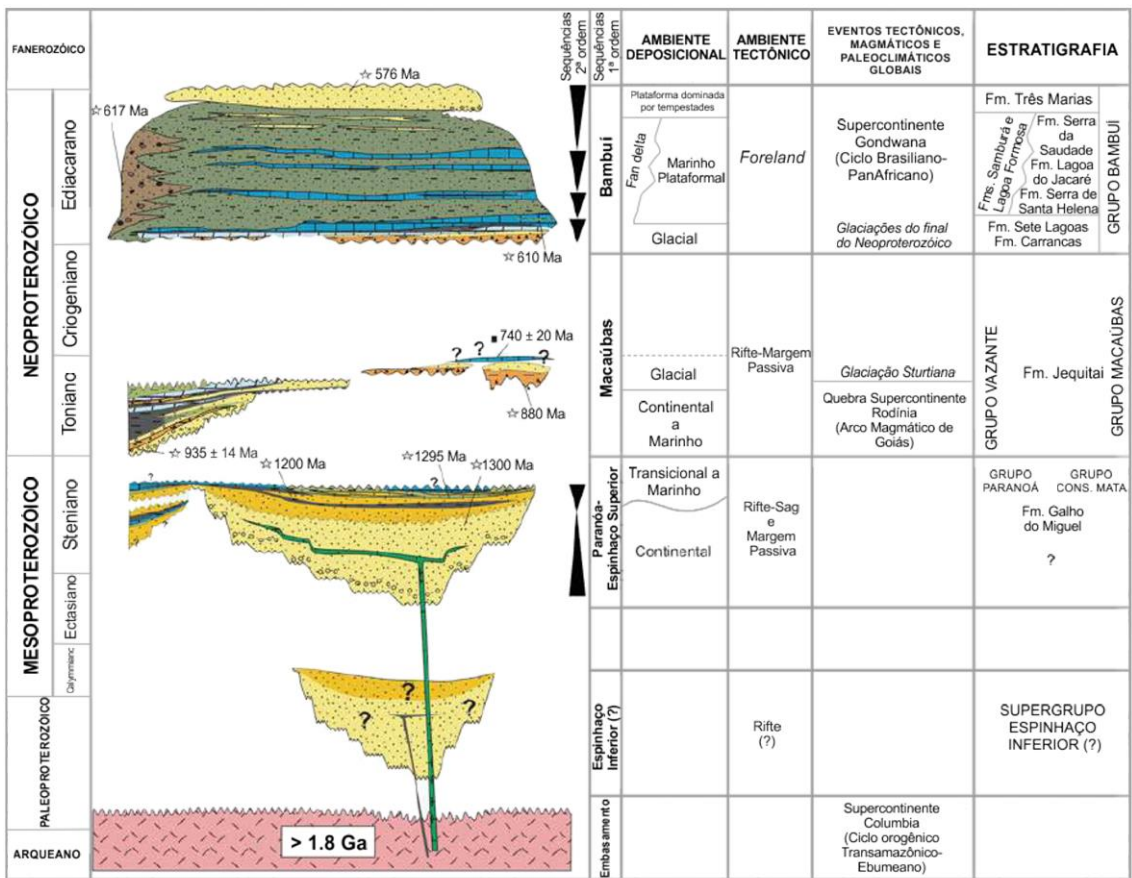 FANEROZÓICO
Sequências
2ª ordem
Sequências
1ª ordem
AMBIENTE
DEPOSICIONAL
AMBIENTE
TECTÔNICO
EVENTOS TECTÔNICOS,
MAGMÁTICOS E
PALEOCLIMÁTICOS
GLOBAIS
ESTRATIGRAFIA
NEOPROTEROZÓICO
Ediacarano
☆ 576 Ma
☆ 617 Ma
☆ 610 Ma
Bambuí
Plataforma dominada
por tempestades
Fan delta
Marinho
Plataformal
Glacial
Foreland
Supercontinente
Gondwana
(Ciclo Brasiliano-
PanAfricano)
Glaciações do final
do Neoproterozóico
Fm. Três Marias
Fms. Samburá e
Lagoa Formosa
Fm. Serra
da
Saudade
Fm. Lagoa
do Jacaré
Fm. Serra de
Santa Helena
Fm. Sete Lagoas
Fm. Carrancas
GRUPO BAMBUÍ
Criogeniano
Tonianc
? ? ?
■ 740 ± 20 Ma
☆ 880 Ma
☆ 935 ± 14 Ma
Macaúbas
Glacial
Continental
a
Marinho
Rifte-Margem
Passiva
Glaciação Sturtiana
Quebra Supercontinente
Rodínia
(Arco Magmático de
Goiás)
GRUPO VAZANTE
Fm. Jequitai
GRUPO MACAÚBAS
MESOPROTEROZÓICO
Steniano
Ectasiano
Calymmianc
?
☆ 1200 Ma
☆ 1295 Ma
?
☆ 1300 Ma
Paranóa-
Espinhaço Superior
Transicional a
Marinho
Continental
Rifte-Sag
e
Margem
Passiva
GRUPO
PARANOÁ
GRUPO
CONS. MATA
Fm. Galho
do Miguel
?
PALEOPROTEROZÓICO
? ? ?
Espinhaço
Inferior (?)
Rifte
(?)
SUPERGRUPO
ESPINHAÇO
INFERIOR (?)
ARQUEANO
> 1.8 Ga
Embasamento
Supercontinente
Columbia
(Ciclo orogênico
Transamazônico-
Ebumeano)